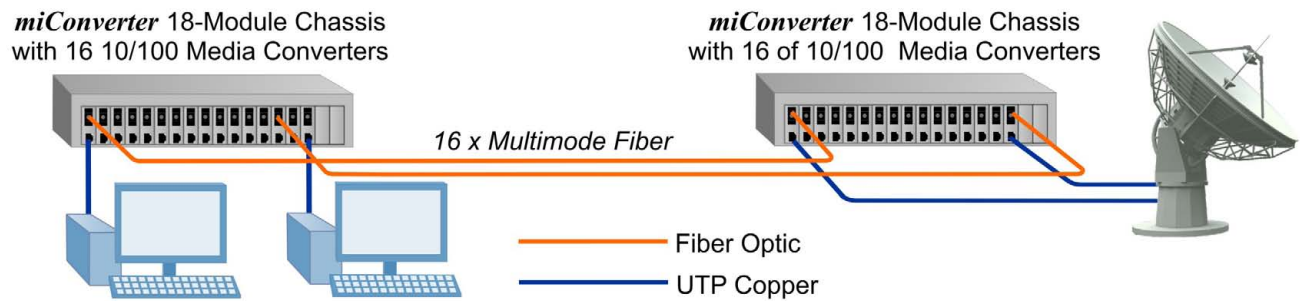 miConverter 18-Module Chassis
with 16 10/100 Media Converters
miConverter 18-Module Chassis
with 16 of 10/100 Media Converters
16 x Multimode Fiber
Fiber Optic
UTP Copper